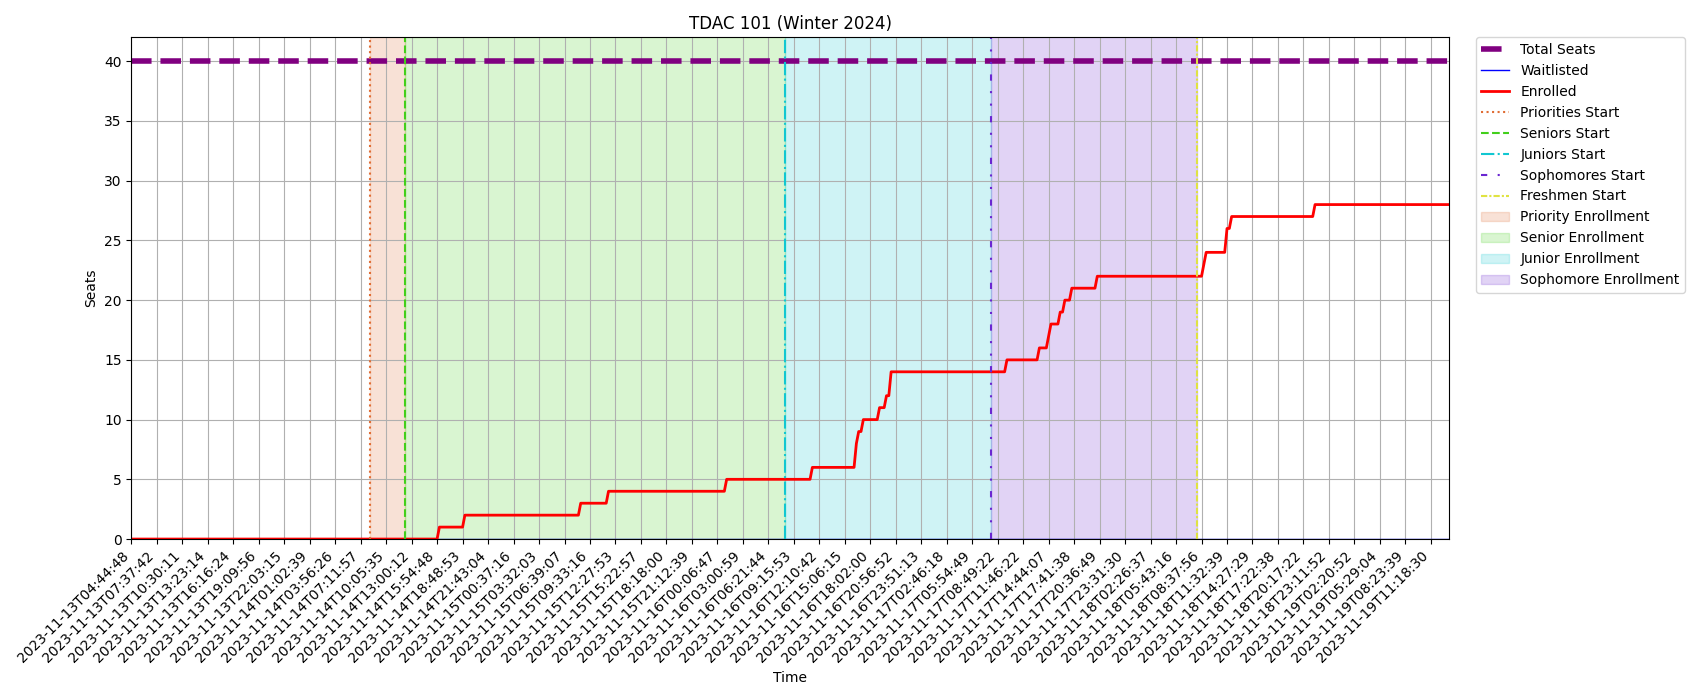 TDAC 101 (Winter 2024)
Seats
40
35
30
25
20
15
10
5
0
2023-11-13T04:44:48
2023-11-13T07:37:42
2023-11-13T10:30:11
2023-11-13T13:23:14
2023-11-13T16:16:24
2023-11-13T19:09:56
2023-11-13T22:03:15
2023-11-14T01:02:39
2023-11-14T03:56:26
2023-11-14T07:11:57
2023-11-14T10:05:35
2023-11-14T13:00:12
2023-11-14T15:54:48
2023-11-14T18:48:53
2023-11-14T21:43:04
2023-11-15T00:37:16
2023-11-15T03:32:03
2023-11-15T06:39:07
2023-11-15T09:33:16
2023-11-15T12:27:53
2023-11-15T15:22:57
2023-11-15T18:18:00
2023-11-15T21:12:39
2023-11-16T00:06:47
2023-11-16T03:00:59
2023-11-16T06:21:44
2023-11-16T09:15:53
2023-11-16T12:10:42
2023-11-16T15:06:15
2023-11-16T18:02:00
2023-11-16T20:56:52
2023-11-16T23:51:13
2023-11-17T02:46:18
2023-11-17T05:54:49
2023-11-17T08:49:22
2023-11-17T11:46:22
2023-11-17T14:44:07
2023-11-17T17:41:38
2023-11-17T20:36:49
2023-11-17T23:31:30
2023-11-18T02:26:37
2023-11-18T05:43:16
2023-11-18T08:37:56
2023-11-18T11:32:39
2023-11-18T14:27:29
2023-11-18T17:22:38
2023-11-18T20:17:22
2023-11-18T23:11:52
2023-11-19T02:20:52
2023-11-19T05:29:04
2023-11-19T08:23:39
2023-11-19T11:18:30
Time
Total Seats
Waitlisted
Enrolled
Priorities Start
Seniors Start
Juniors Start
Sophomores Start
Freshmen Start
Priority Enrollment
Senior Enrollment
Junior Enrollment
Sophomore Enrollment